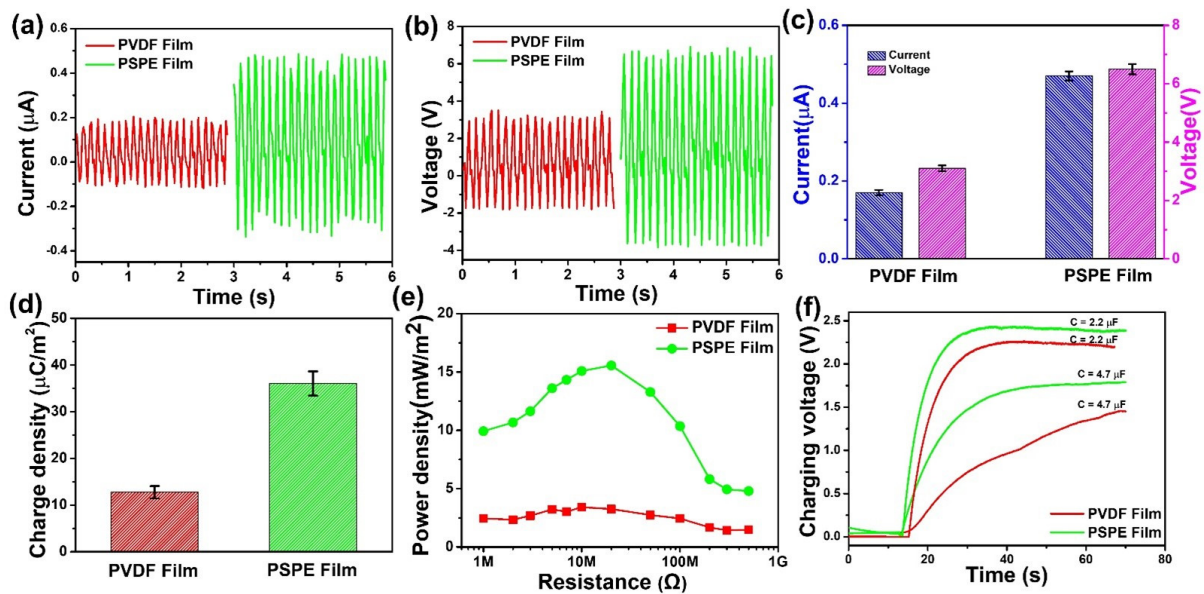 (a)
PVDF Film
PSPE Film
Current (μA)
0.6
0.4
0.2
0.0
-0.2
-0.4
0 1 2 3 4 5 6
Time (s)
(b)
PVDF Film
PSPE Film
Voltage (V)
8
6
4
2
0
-2
-4
0 1 2 3 4 5 6
Time (s)
(c)
Current
Voltage
Current(μA)
0.6
0.4
0.2
0.0
Voltage(V)
8
6
4
2
0
PVDF Film PSPE Film
(d)
Charge density (μC/m²)
50
40
30
20
10
0
PVDF Film PSPE Film
(e)
PVDF Film
PSPE Film
Power density(mW/m2)
20
15
10
5
0
1M 10M 100M 1G
Resistance (Ω)
(f)
C = 2.2 μF
C = 2.2 μF
C = 4.7 μF
C = 4.7 μF
PVDF Film
PSPE Film
Charging voltage (V)
2.5
2.0
1.5
1.0
0.5
0.0
0 20 40 60 80
Time (s)